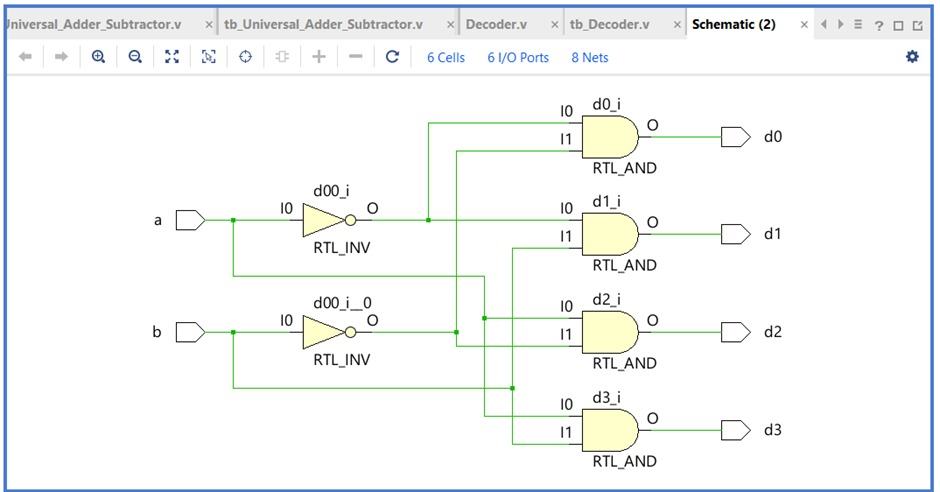 Universal_Adder_Subtractor.v × tb_Universal_Adder_Subtractor.v × Decoder.v × tb_Decoder.v × Schematic (2) × ?
6 Cells 6 I/O Ports 8 Nets
d0_i
I0 O
I1 d0
RTL_AND
d00_i
I0 O
a
RTL_INV
d1_i
I0 O
I1 d1
RTL_AND
d00_i__0
I0 O
b
RTL_INV
d2_i
I0 O
I1 d2
RTL_AND
d3_i
I0 O
I1 d3
RTL_AND